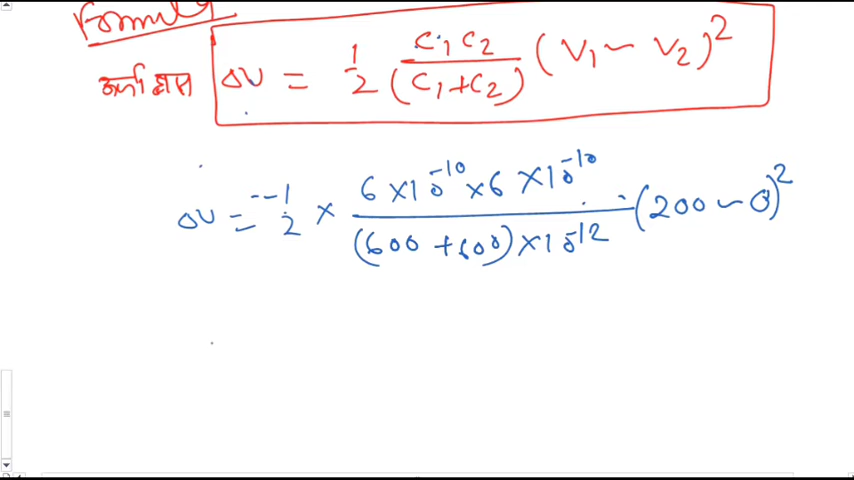 Formula
ऊर्जा ह्रास ΔU = 1/2 C₁C₂/(C₁+C₂) (V₁ ~ V₂)²
ΔU = 1/2 × 6×10⁻¹⁰×6×10⁻¹⁰/(600+600)×10⁻¹² (200 ~ 0)²